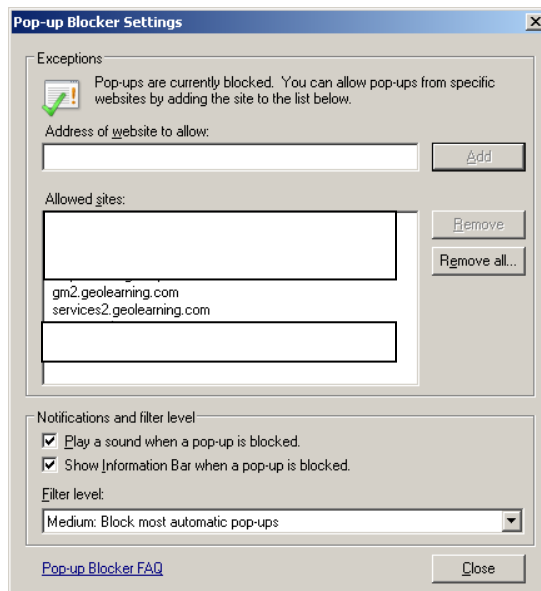 Pop-up Blocker Settings
Exceptions
Pop-ups are currently blocked. You can allow pop-ups from specific
websites by adding the site to the list below.
Address of website to allow:
Add
Allowed sites:
Remove
Remove all...
gm2.geolearning.com
services2.geolearning.com
Notifications and filter level
Play a sound when a pop-up is blocked.
Show Information Bar when a pop-up is blocked.
Filter level:
Medium: Block most automatic pop-ups
Pop-up Blocker FAQ
Close